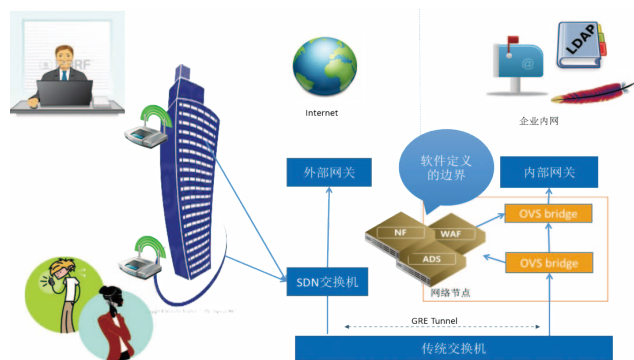 LDAP
Internet
企业内网
软件定义
的边界
外部网关
内部网关
OVS bridge
NF
WAF
ADS
OVS bridge
网络节点
SDN交换机
GRE Tunnel
传统交换机